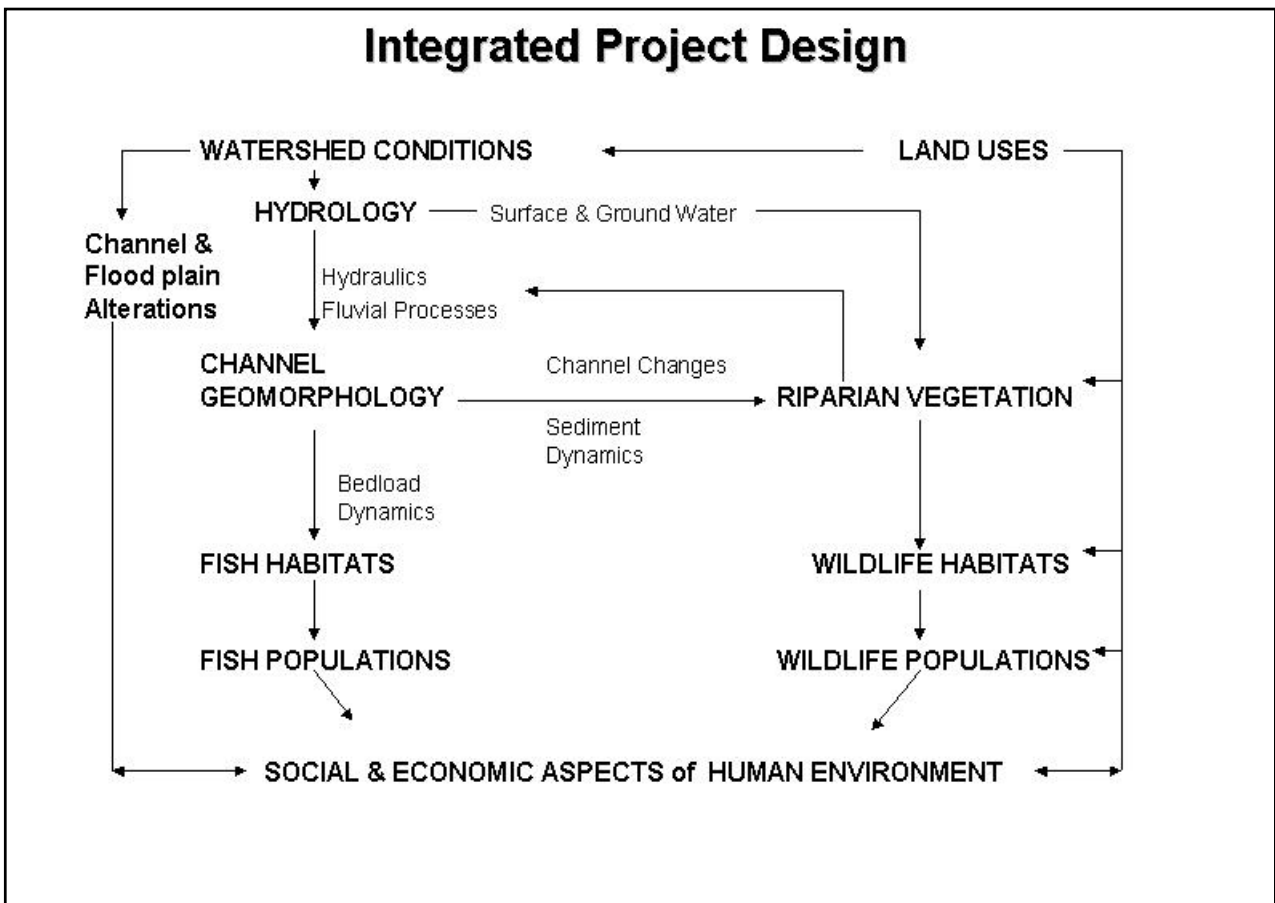 Integrated Project Design
WATERSHED CONDITIONS
LAND USES
HYDROLOGY
Surface & Ground Water
Channel &
Flood plain
Alterations
Hydraulics
Fluvial Processes
CHANNEL
GEOMORPHOLOGY
Channel Changes
Sediment
Dynamics
RIPARIAN VEGETATION
Bedload
Dynamics
FISH HABITATS
WILDLIFE HABITATS
FISH POPULATIONS
WILDLIFE POPULATIONS
SOCIAL & ECONOMIC ASPECTS of HUMAN ENVIRONMENT